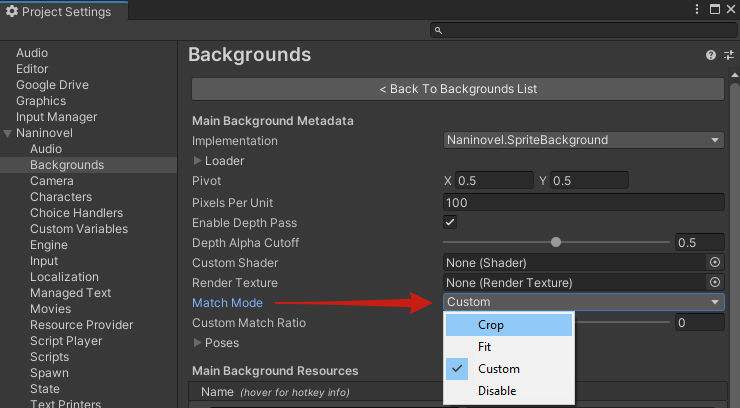 Project Settings
Audio
Editor
Google Drive
Graphics
Input Manager
Naninovel
Audio
Backgrounds
Camera
Characters
Choice Handlers
Custom Variables
Engine
Input
Localization
Managed Text
Movies
Resource Provider
Script Player
Scripts
Spawn
State
Text Printers
Backgrounds
< Back To Backgrounds List
Main Background Metadata
Implementation Naninovel.SpriteBackground
Loader
Pivot X 0.5 Y 0.5
Pixels Per Unit 100
Enable Depth Pass
Depth Alpha Cutoff 0.5
Custom Shader None (Shader)
Render Texture None (Render Texture)
Match Mode Custom
Custom Match Ratio 0
Poses
Crop
Fit
Custom
Disable
Main Background Resources
Name (hover for hotkey info)